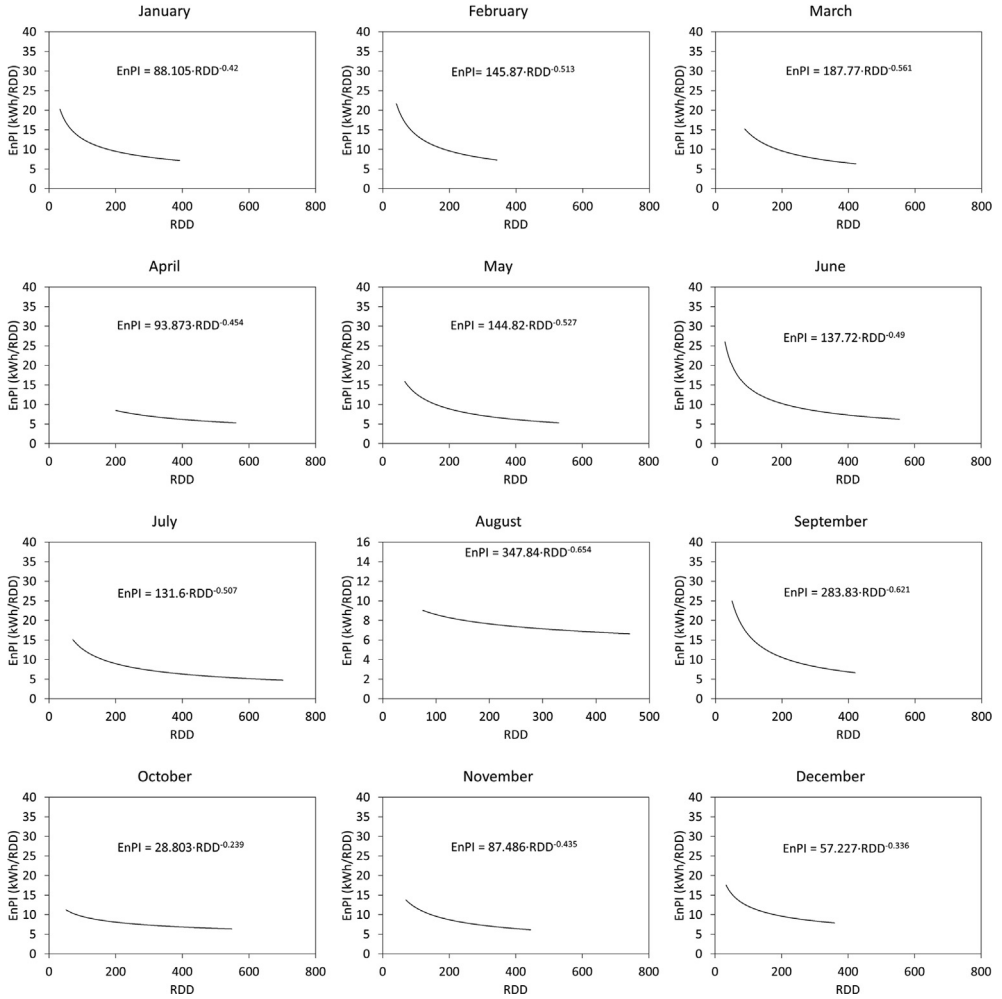 January
40
35
30
25
20
15
10
5
0
EnPI (kWh/RDD)
EnPI = 88.105·RDD^-0.42
0 200 400 600 800
RDD
February
40
35
30
25
20
15
10
5
0
EnPI (kWh/RDD)
EnPI= 145.87·RDD^-0.513
0 200 400 600 800
RDD
March
40
35
30
25
20
15
10
5
0
EnPI (kWh/RDD)
EnPI = 187.77·RDD^-0.561
0 200 400 600 800
RDD
April
40
35
30
25
20
15
10
5
0
EnPI (kWh/RDD)
EnPI = 93.873·RDD^-0.454
0 200 400 600 800
RDD
May
40
35
30
25
20
15
10
5
0
EnPI (kWh/RDD)
EnPI = 144.82·RDD^-0.527
0 200 400 600 800
RDD
June
40
35
30
25
20
15
10
5
0
EnPI (kWh/RDD)
EnPI = 137.72·RDD^-0.49
0 200 400 600 800
RDD
July
40
35
30
25
20
15
10
5
0
EnPI (kWh/RDD)
EnPI = 131.6·RDD^-0.507
0 200 400 600 800
RDD
August
16
14
12
10
8
6
4
2
0
EnPI (kWh/RDD)
EnPI = 347.84·RDD^-0.654
0 100 200 300 400 500
RDD
September
40
35
30
25
20
15
10
5
0
EnPI (kWh/RDD)
EnPI = 283.83·RDD^-0.621
0 200 400 600 800
RDD
October
40
35
30
25
20
15
10
5
0
EnPI (kWh/RDD)
EnPI = 28.803·RDD^-0.239
0 200 400 600 800
RDD
November
40
35
30
25
20
15
10
5
0
EnPI (kWh/RDD)
EnPI = 87.486·RDD^-0.435
0 200 400 600 800
RDD
December
40
35
30
25
20
15
10
5
0
EnPI (kWh/RDD)
EnPI = 57.227·RDD^-0.336
0 200 400 600 800
RDD